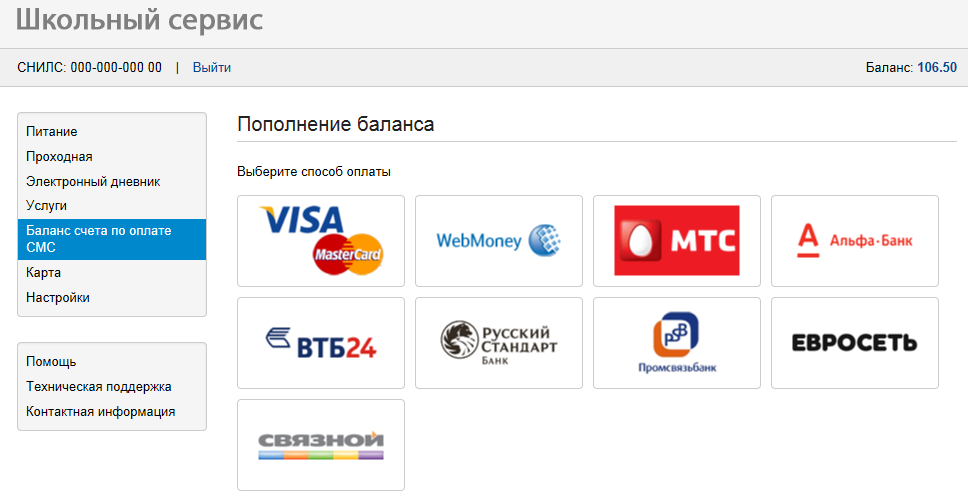 Школьный сервис
СНИЛС: 000-000-000 00 | Выйти
Баланс: 106.50
Питание
Проходная
Электронный дневник
Услуги
Баланс счета по оплате
СМС
Карта
Настройки
Помощь
Техническая поддержка
Контактная информация
Пополнение баланса
Выберите способ оплаты
VISA
MasterCard
WebMoney
МТС
А
Альфа·Банк
ВТБ24
РУССКИЙ
СТАНДАРТ
БАНК
PSB
Промсвязьбанк
ЕВРОСЕТЬ
СВЯЗНОЙ